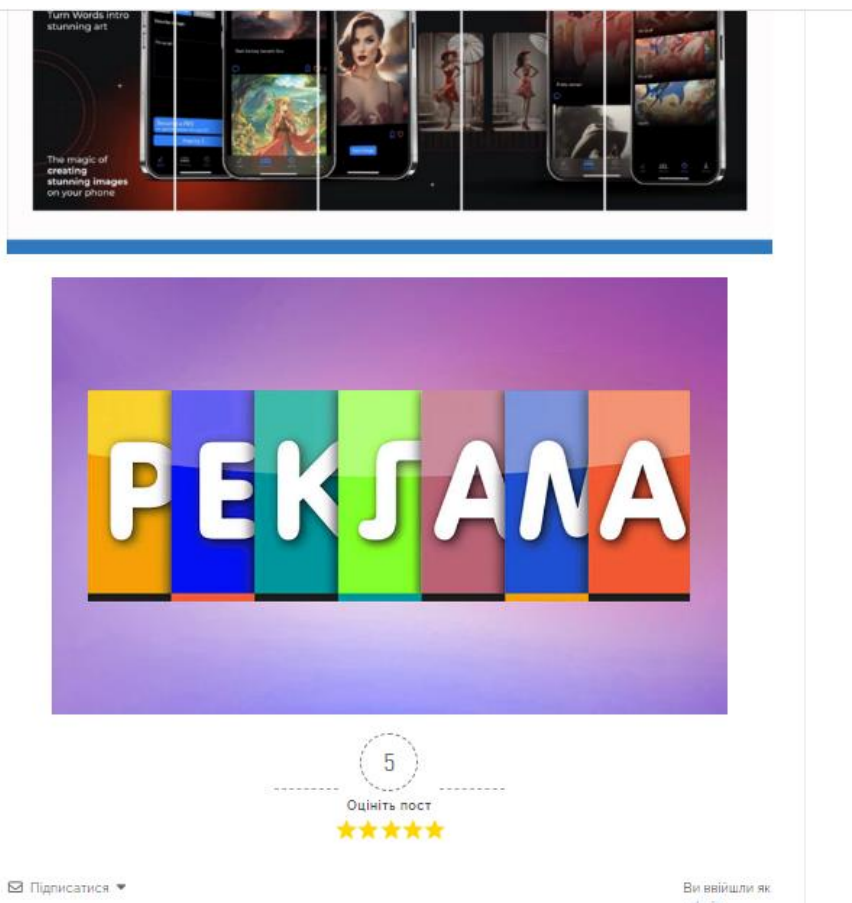 Turn Words intro
stunning art
The magic of
creating
stunning images
on your phone
РЕКЛАМА
5
Оцініть пост
Підписатися
Ви ввійшли як